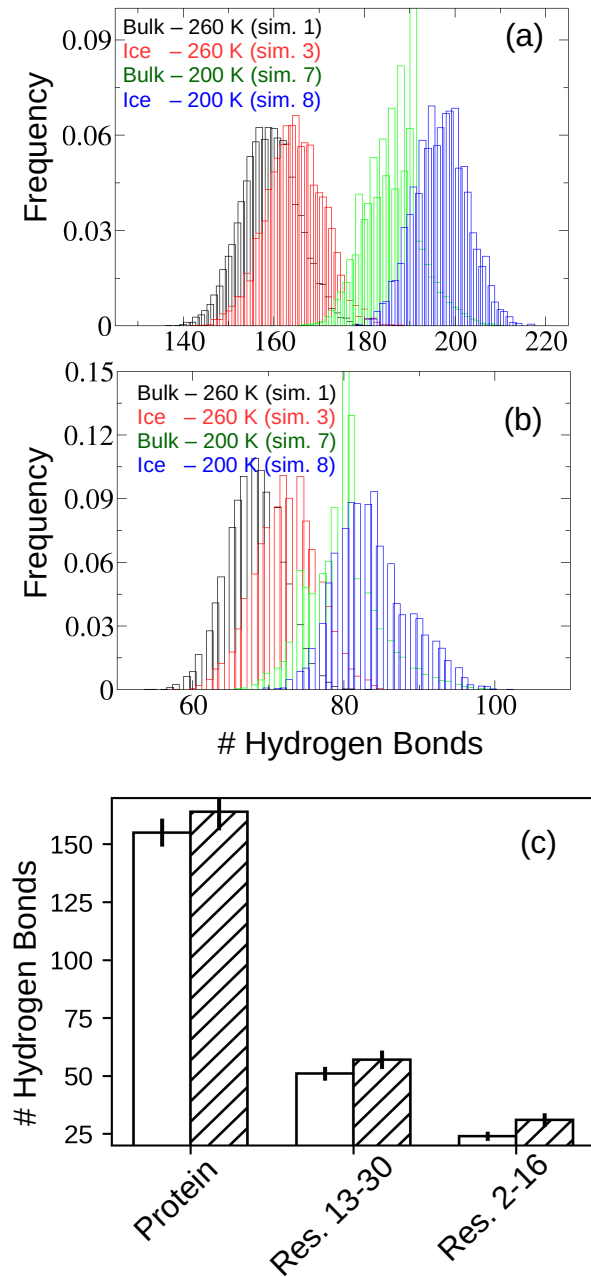 Bulk – 260 K (sim. 1)
(a)
Ice – 260 K (sim. 3)
Bulk – 200 K (sim. 7)
Ice – 200 K (sim. 8)
Frequency
0.09
0.06
0.03
0
140 160 180 200 220
Bulk – 260 K (sim. 1)
(b)
Ice – 260 K (sim. 3)
Bulk – 200 K (sim. 7)
Ice – 200 K (sim. 8)
Frequency
0.15
0.12
0.09
0.06
0.03
0
60 80 100
# Hydrogen Bonds
(c)
# Hydrogen Bonds
150
125
100
75
50
25
Protein
Res. 13-30
Res. 2-16